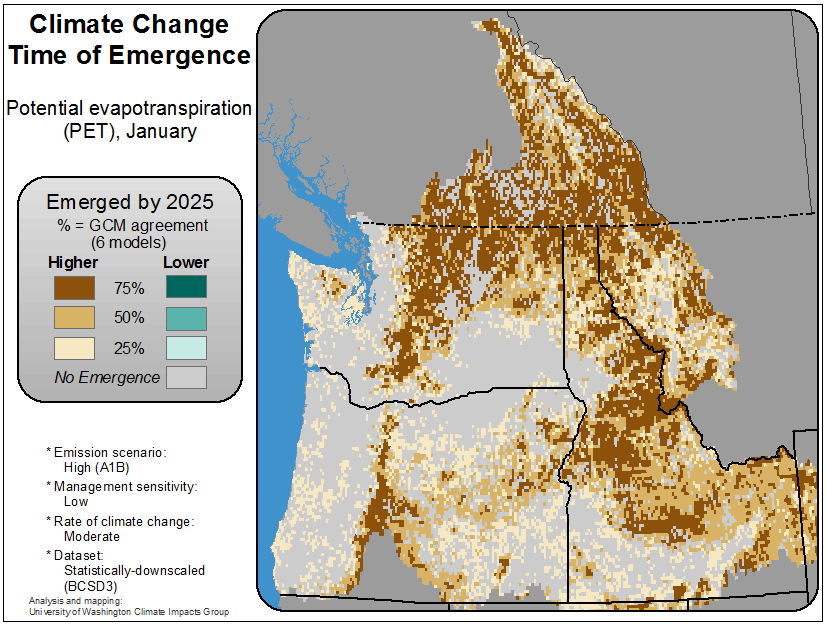 Climate Change
Time of Emergence
Potential evapotranspiration
(PET), January
Emerged by 2025
% = GCM agreement
(6 models)
Higher Lower
75%
50%
25%
No Emergence
* Emission scenario:
High (A1B)
* Management sensitivity:
Low
* Rate of climate change:
Moderate
* Dataset:
Statistically-downscaled
(BCSD3)
Analysis and mapping:
University of Washington Climate Impacts Group